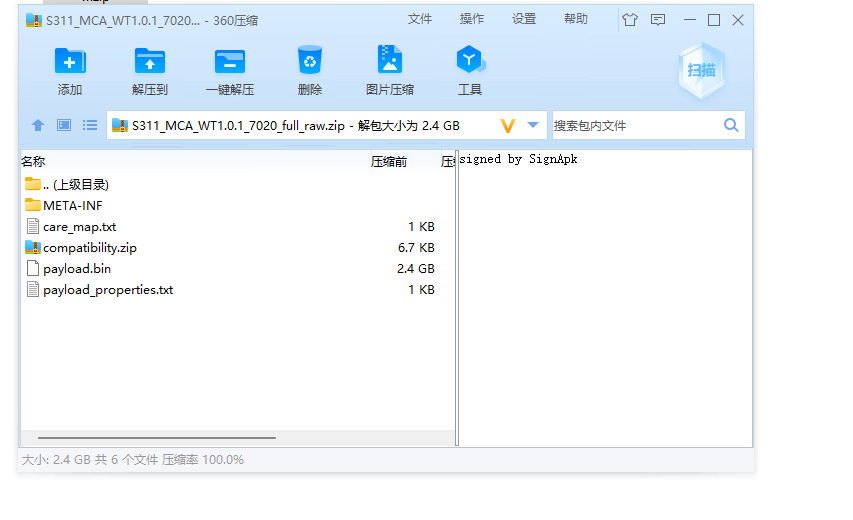 S311_MCA_WT1.0.1_7020... - 360压缩
文件 操作 设置 帮助
添加 解压到 一键解压 删除 图片压缩 工具 扫描
S311_MCA_WT1.0.1_7020_full_raw.zip - 解包大小为 2.4 GB
搜索包内文件
名称 压缩前 压缩
signed by SignApk
.. (上级目录)
META-INF
care_map.txt 1 KB
compatibility.zip 6.7 KB
payload.bin 2.4 GB
payload_properties.txt 1 KB
大小: 2.4 GB 共 6 个文件 压缩率 100.0%